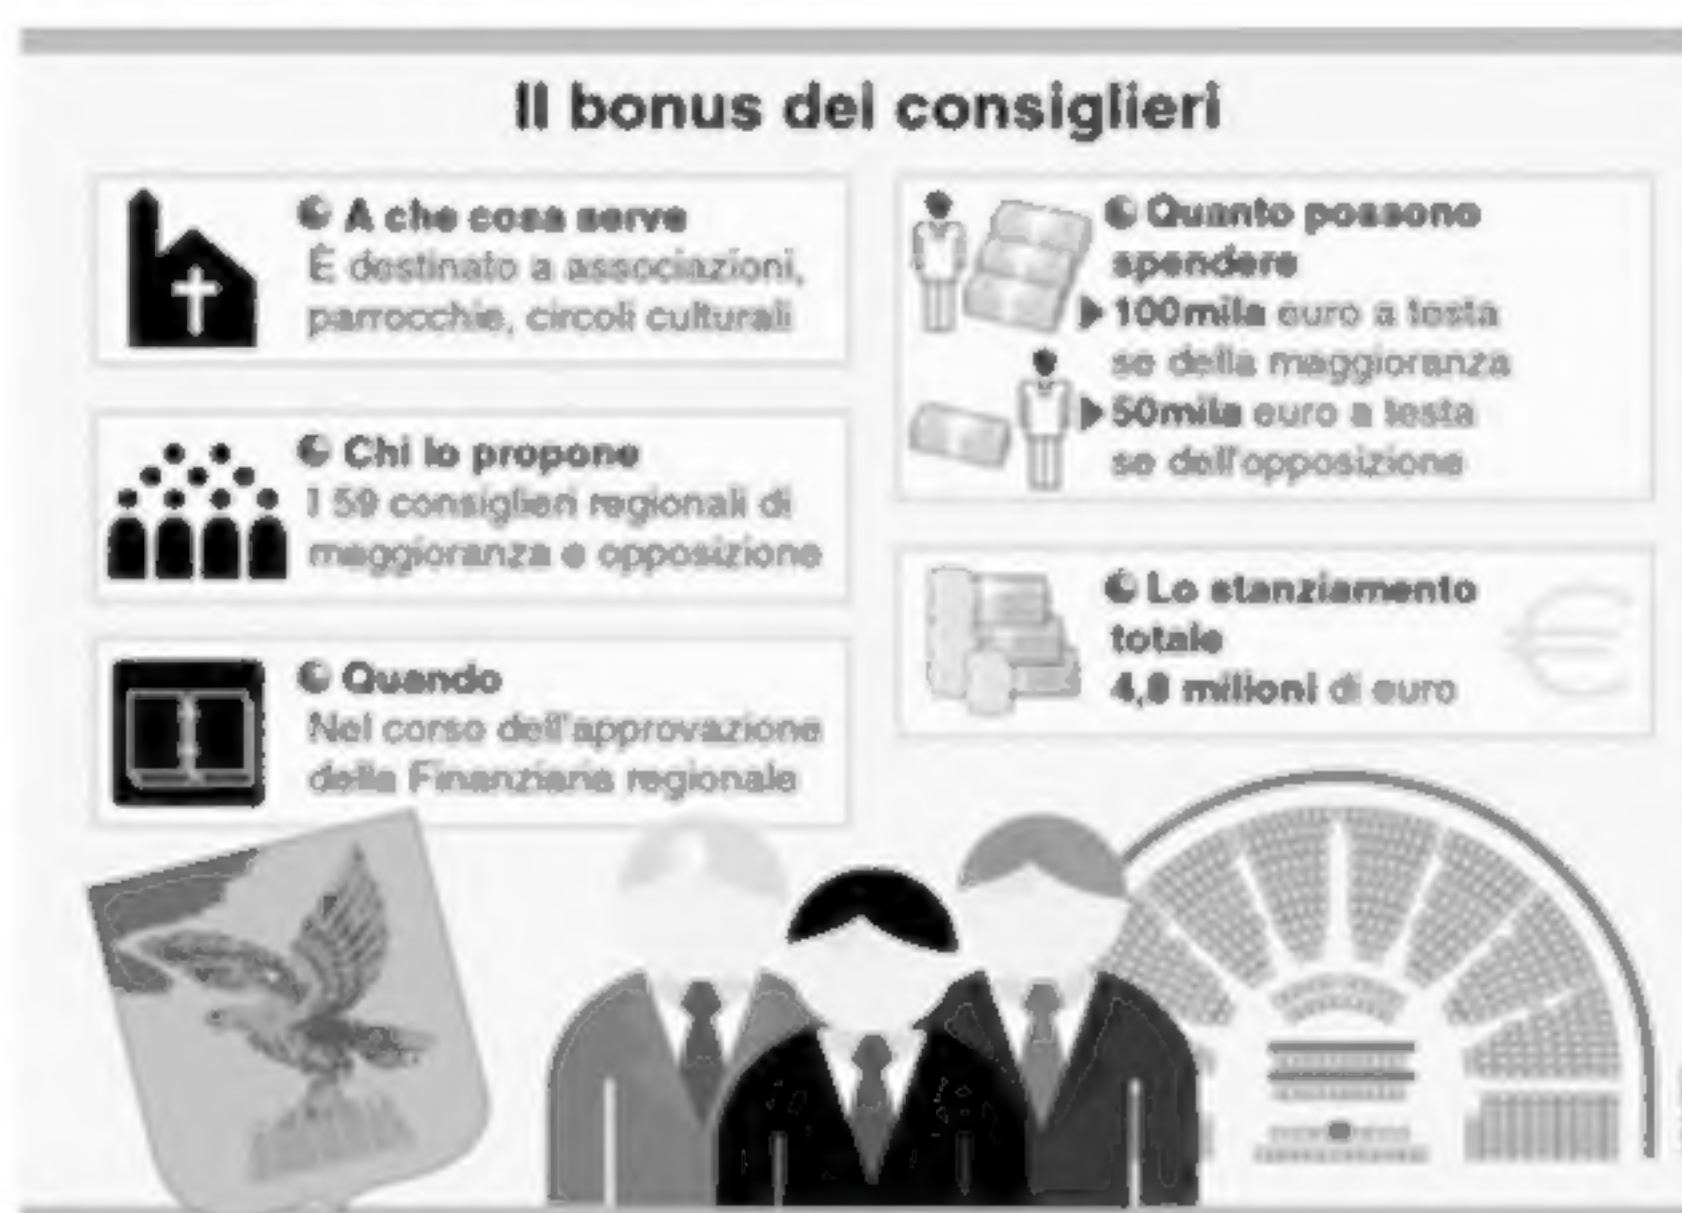 Il bonus dei consiglieri
A che cosa serve
È destinato a associazioni,
parrocchie, circoli culturali
Chi lo propone
I 59 consiglieri regionali di
maggioranza e opposizione
Quando
Nel corso dell'approvazione
della Finanziaria regionale
Quanto possono
spendere
100mila euro a testa
se della maggioranza
50mila euro a testa
se dell'opposizione
Lo stanziamento
totale
4,8 milioni di euro
€